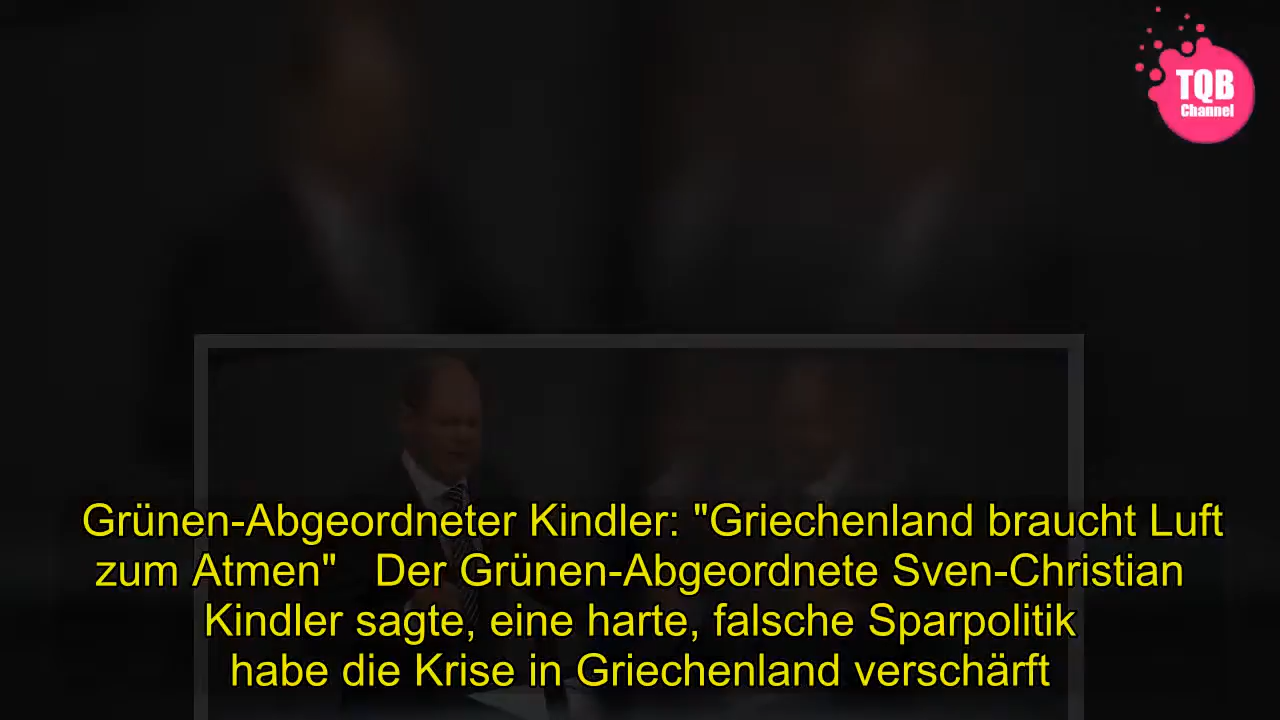 TQB
Channel
Grünen-Abgeordneter Kindler: "Griechenland braucht Luft
zum Atmen"   Der Grünen-Abgeordnete Sven-Christian
Kindler sagte, eine harte, falsche Sparpolitik
habe die Krise in Griechenland verschärft